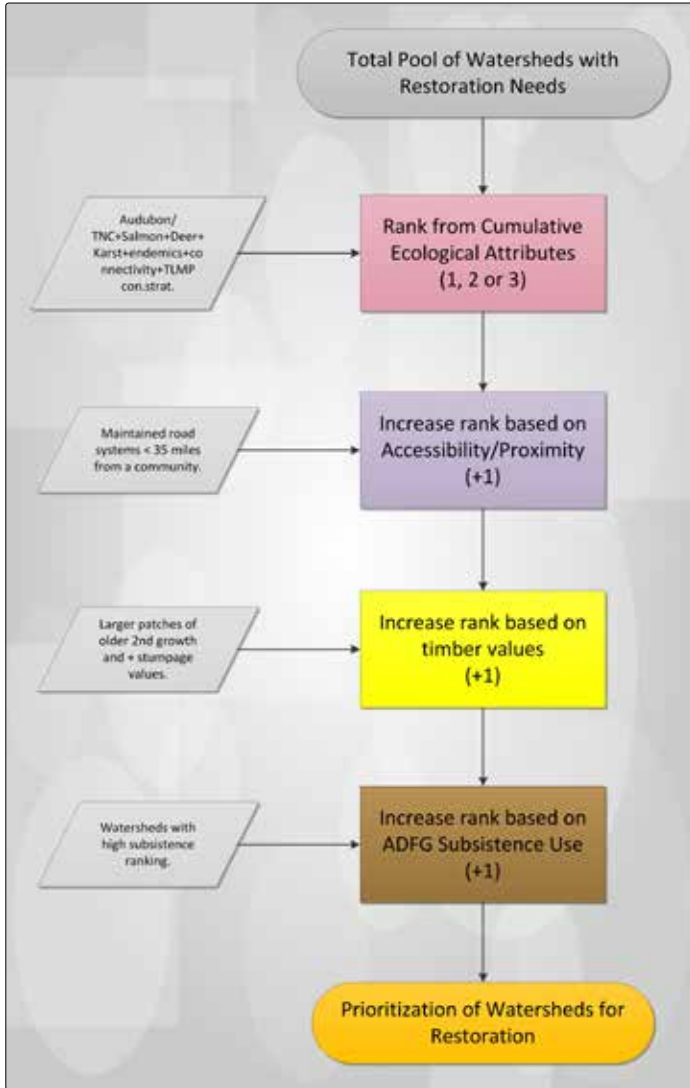 Total Pool of Watersheds with
Restoration Needs
Audubon/
TNC+Salmon+Deer+
Karst+endemics+co
nnectivity+TLMP
con.strat.
Rank from Cumulative
Ecological Attributes
(1, 2 or 3)
Maintained road
systems < 35 miles
from a community.
Increase rank based on
Accessibility/Proximity
(+1)
Larger patches of
older 2nd growth
and + stumpage
values.
Increase rank based on
timber values
(+1)
Watersheds with
high subsistence
ranking.
Increase rank based on
ADFG Subsistence Use
(+1)
Prioritization of Watersheds for
Restoration